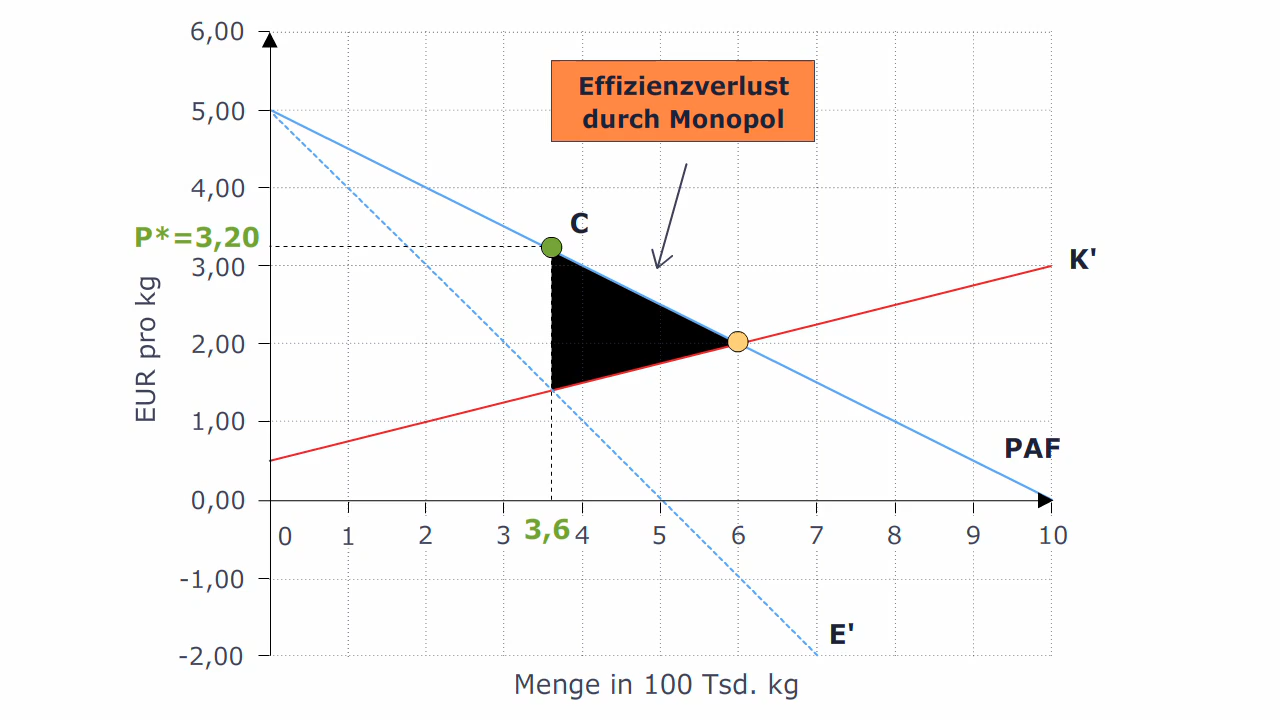 6,00
Effizienzverlust
durch Monopol
5,00
4,00
C
P*=3,20
3,00
K'
EUR pro kg
2,00
1,00
PAF
0,00
0 1 2 3 3,6 4 5 6 7 8 9 10
-1,00
E'
-2,00
Menge in 100 Tsd. kg